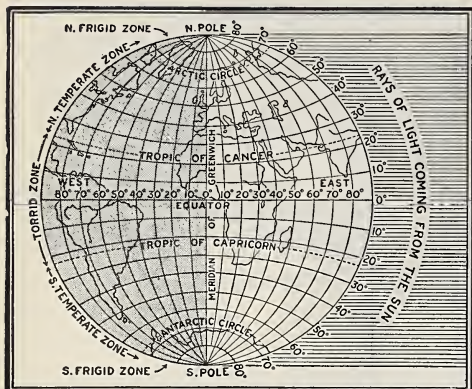 N. FRIGID ZONE
N. POLE
80°
70°
60°
50°
40°
30°
20°
10°
0°
10°
20°
30°
40°
50°
60°
70°
80°
N. TEMPERATE ZONE
ARCTIC CIRCLE
RAYS OF LIGHT COMING FROM THE SUN
TROPIC OF CANCER
TORRID ZONE
WEST
EAST
80° 70° 60° 50° 40° 30° 20° 10° 0° 10° 20° 30° 40° 50° 60° 70° 80°
EQUATOR
MERIDIAN OF GREENWICH
TROPIC OF CAPRICORN
S. TEMPERATE ZONE
ANTARCTIC CIRCLE
S. FRIGID ZONE
S. POLE